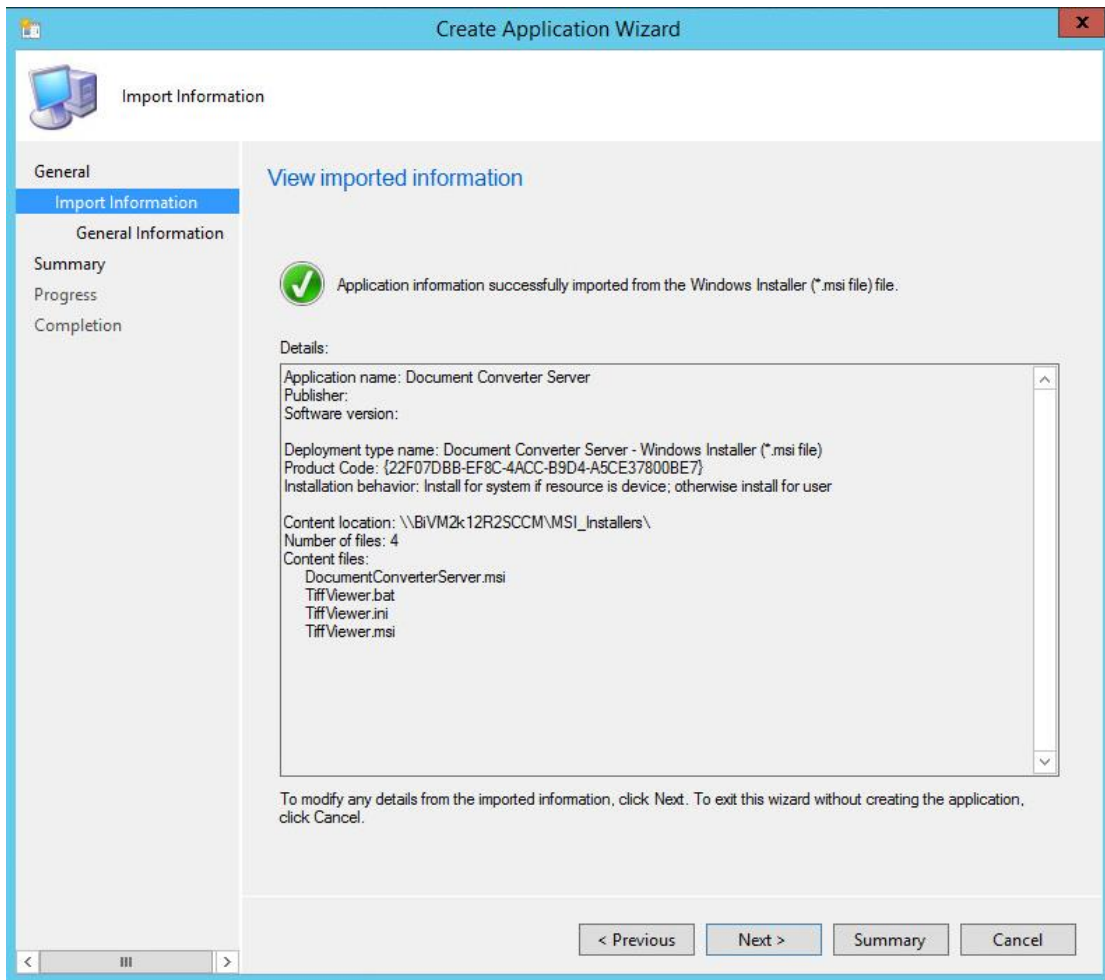 Create Application Wizard
x
Import Information
General
Import Information
General Information
Summary
Progress
Completion
View imported information
Application information successfully imported from the Windows Installer (*.msi file) file.
Details:
Application name: Document Converter Server
Publisher:
Software version:
Deployment type name: Document Converter Server - Windows Installer (*.msi file)
Product Code: {22F07DBB-EF8C-4ACC-B9D4-A5CE37800BE7}
Installation behavior: Install for system if resource is device; otherwise install for user
Content location: \\BiVM2k12R2SCCM\MSI_Installers\
Number of files: 4
Content files:
DocumentConverterServer.msi
TiffViewer.bat
TiffViewer.ini
TiffViewer.msi
To modify any details from the imported information, click Next. To exit this wizard without creating the application,
click Cancel.
< Previous
Next >
Summary
Cancel